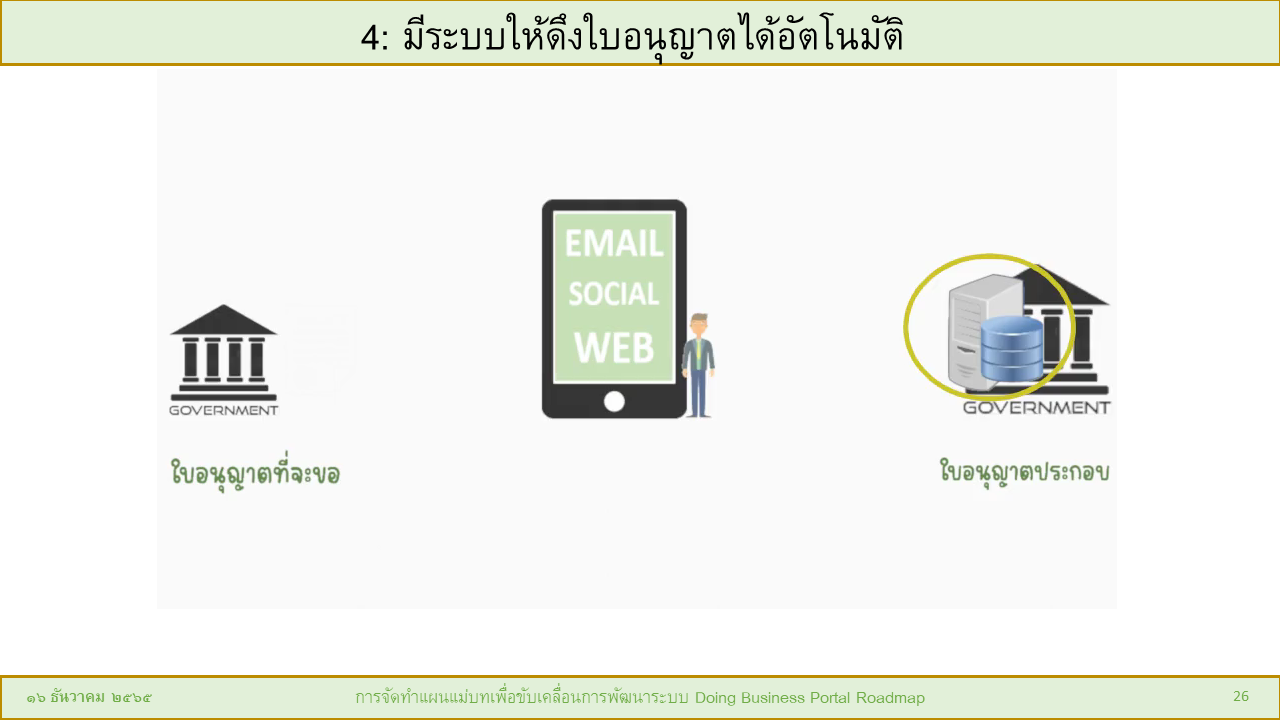 4: มีระบบให้ดึงใบอนุญาตได้อัตโนมัติ
EMAIL
SOCIAL
WEB
GOVERNMENT
GOVERNMENT
ใบอนุญาตที่จะขอ
ใบอนุญาตประกอบ
๑๖ ธันวาคม ๒๕๖๕
การจัดทำแผนแม่บทเพื่อขับเคลื่อนการพัฒนาระบบ Doing Business Portal Roadmap
26